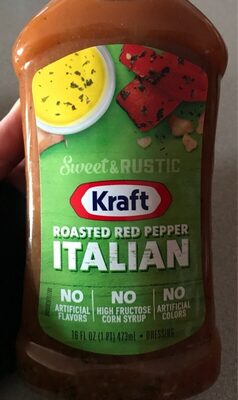 Sweet & RUSTIC
Kraft
ROASTED RED PEPPER
ITALIAN
NO ARTIFICIAL FLAVORS
NO HIGH FRUCTOSE CORN SYRUP
NO ARTIFICIAL COLORS
16 FL OZ (1 PT) 473mL • DRESSING